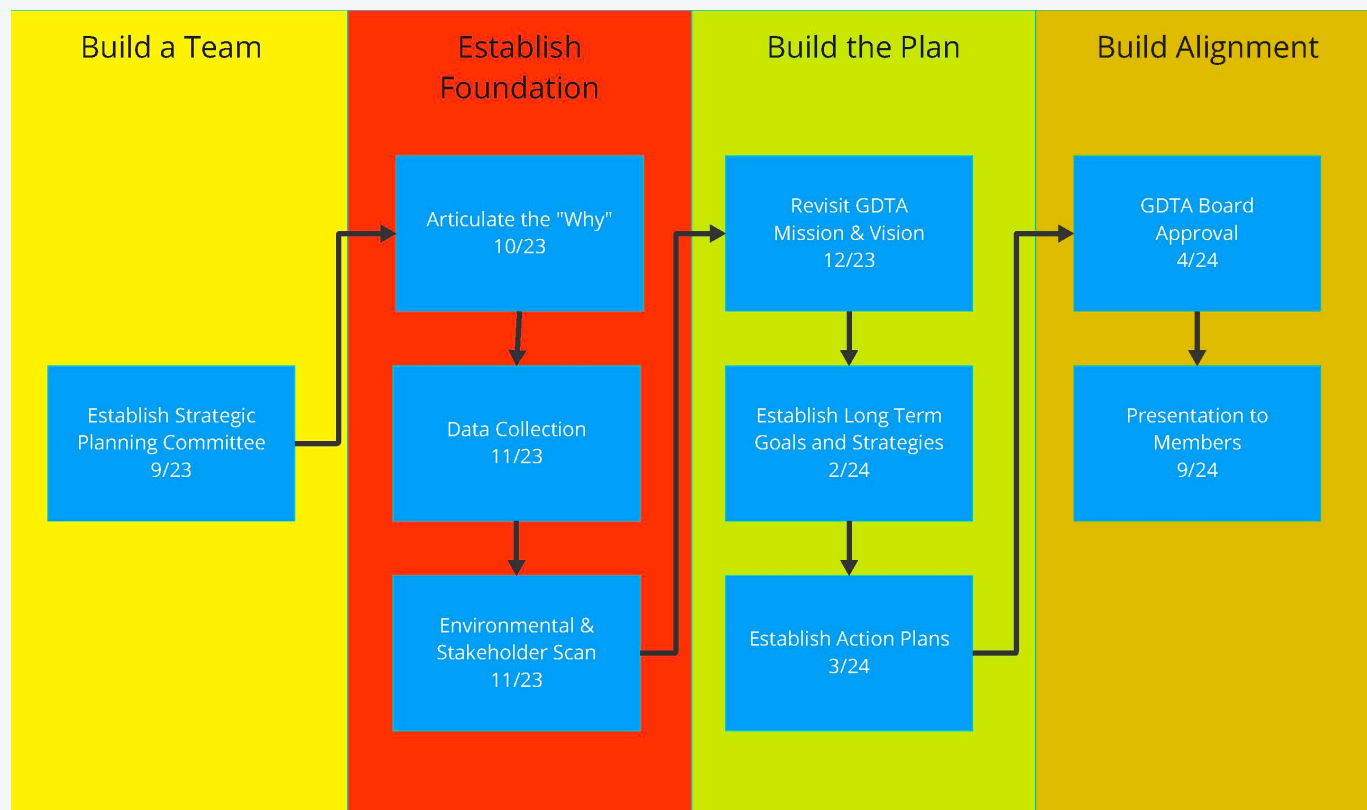 Build a Team
Establish
Foundation
Build the Plan
Build Alignment
Establish Strategic
Planning Committee
9/23
Articulate the "Why"
10/23
Data Collection
11/23
Environmental &
Stakeholder Scan
11/23
Revisit GDTA
Mission & Vision
12/23
Establish Long Term
Goals and Strategies
2/24
Establish Action Plans
3/24
GDTA Board
Approval
4/24
Presentation to
Members
9/24